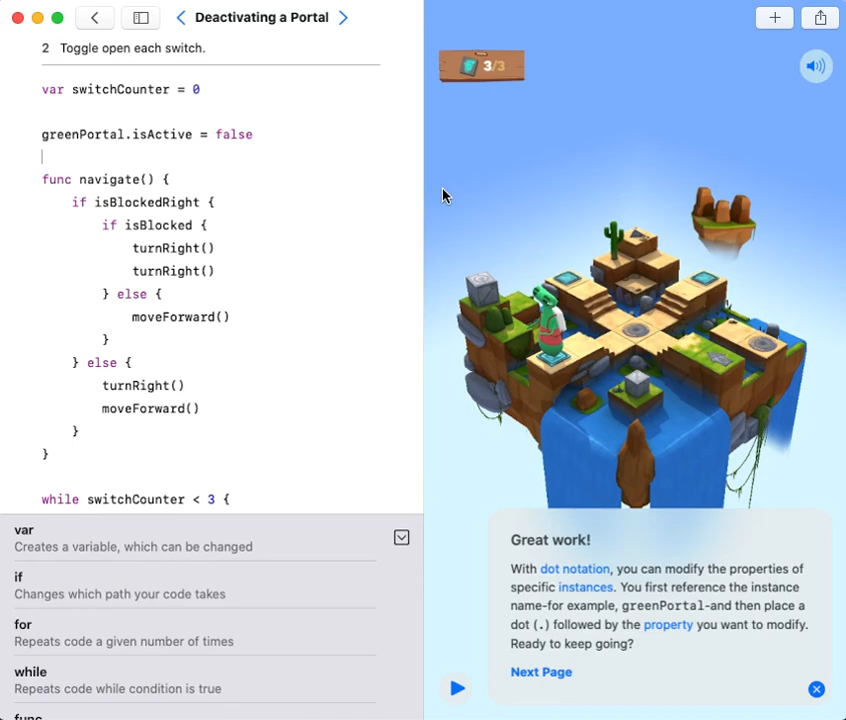 Deactivating a Portal
2 Toggle open each switch.
var switchCounter = 0
greenPortal.isActive = false
func navigate() {
if isBlockedRight {
if isBlocked {
turnRight()
turnRight()
} else {
moveForward()
}
} else {
turnRight()
moveForward()
}
}
while switchCounter < 3 {
var
Creates a variable, which can be changed
if
Changes which path your code takes
for
Repeats code a given number of times
while
Repeats code while condition is true
func
3/3
Great work!
With dot notation, you can modify the properties of
specific instances. You first reference the instance
name-for example, greenPortal-and then place a
dot (.) followed by the property you want to modify.
Ready to keep going?
Next Page